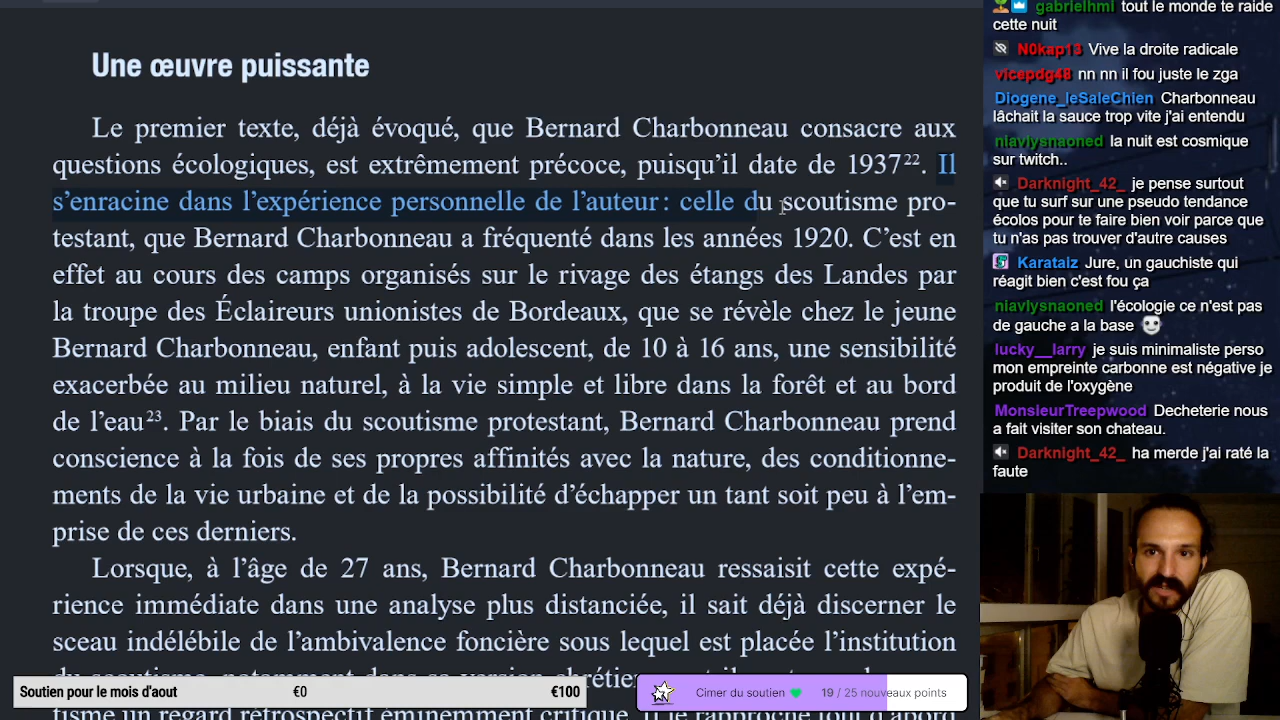 Une œuvre puissante
Le premier texte, déjà évoqué, que Bernard Charbonneau consacre aux
questions écologiques, est extrêmement précoce, puisqu’il date de 1937²². Il
s’enracine dans l’expérience personnelle de l’auteur : celle du scoutisme pro-
testant, que Bernard Charbonneau a fréquenté dans les années 1920. C’est en
effet au cours des camps organisés sur le rivage des étangs des Landes par
la troupe des Éclaireurs unionistes de Bordeaux, que se révèle chez le jeune
Bernard Charbonneau, enfant puis adolescent, de 10 à 16 ans, une sensibilité
exacerbée au milieu naturel, à la vie simple et libre dans la forêt et au bord
de l’eau²³. Par le biais du scoutisme protestant, Bernard Charbonneau prend
conscience à la fois de ses propres affinités avec la nature, des conditionne-
ments de la vie urbaine et de la possibilité d’échapper un tant soit peu à l’em-
prise de ces derniers.
Lorsque, à l’âge de 27 ans, Bernard Charbonneau ressaisit cette expé-
rience immédiate dans une analyse plus distanciée, il sait déjà discerner le
sceau indélébile de l’ambivalence foncière sous lequel est placée l’institution
Soutien pour le mois d'aout
€0
€100
Cimer du soutien 💚 19 / 25 nouveaux points
gabrielhml tout le monde te raide
cette nuit
N0kap13 Vive la droite radicale
vicepdg48 nn nn il fou juste le zga
Diogene_leSaleChien Charbonneau
lâchait la sauce trop vite j'ai entendu
niavlysnaoned la nuit est cosmique
sur twitch..
Darknight_42_ je pense surtout
que tu surf sur une pseudo tendance
écolos pour te faire bien voir parce que
tu n'as pas trouver d'autre causes
Karataiz Jure, un gauchiste qui
réagit bien c'est fou ça
niavlysnaoned l'écologie ce n'est pas
de gauche a la base 💀
lucky__larry je suis minimaliste perso
mon empreinte carbonne est négative je
produit de l'oxygène
MonsieurTreepwood Decheterie nous
a fait visiter son chateau.
Darknight_42_ ha merde j'ai raté la
faute